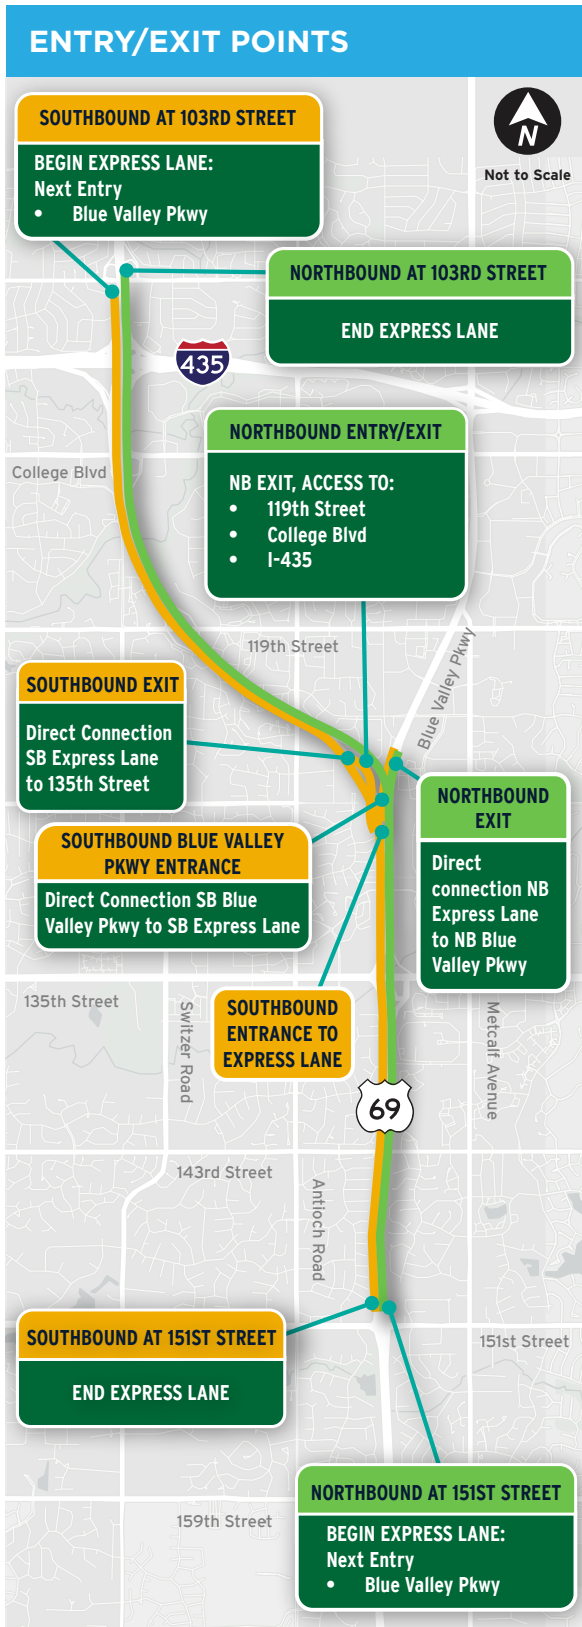 ENTRY/EXIT POINTS
SOUTHBOUND AT 103RD STREET
BEGIN EXPRESS LANE:
Next Entry
• Blue Valley Pkwy
N
Not to Scale
NORTHBOUND AT 103RD STREET
END EXPRESS LANE
435
NORTHBOUND ENTRY/EXIT
NB EXIT, ACCESS TO:
• 119th Street
• College Blvd
• I-435
College Blvd
119th Street
Blue Valley Pkwy
SOUTHBOUND EXIT
Direct Connection
SB Express Lane
to 135th Street
NORTHBOUND
EXIT
Direct
connection NB
Express Lane
to NB Blue
Valley Pkwy
SOUTHBOUND BLUE VALLEY
PKWY ENTRANCE
Direct Connection SB Blue
Valley Pkwy to SB Express Lane
135th Street
Switzer Road
SOUTHBOUND
ENTRANCE TO
EXPRESS LANE
Metcalf Avenue
69
143rd Street
Antioch Road
SOUTHBOUND AT 151ST STREET
END EXPRESS LANE
151st Street
NORTHBOUND AT 151ST STREET
BEGIN EXPRESS LANE:
Next Entry
• Blue Valley Pkwy
159th Street